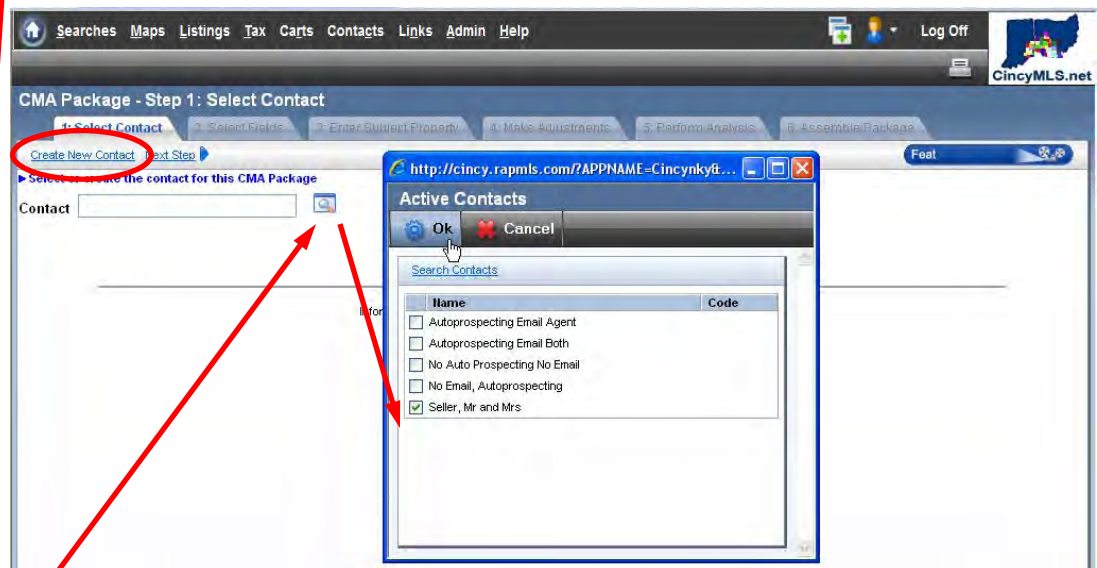 Searches Maps Listings Tax Carts Contacts Links Admin Help Log Off
CincyMLS.net
CMA Package - Step 1: Select Contact
1: Select Contact 2. Select Fields 3. Enter Subject Property 4. Make Adjustments 5. Perform Analysis 6. Assemble Package
Create New Contact Next Step
Feat
Select or create the contact for this CMA Package
Contact
http://cincy.rapmls.com/?APPNAME=Cincynky&...
Active Contacts
Ok Cancel
Search Contacts
Name Code
Autoprospecting Email Agent
Autoprospecting Email Both
No Auto Prospecting No Email
No Email, Autoprospecting
Seller, Mr and Mrs